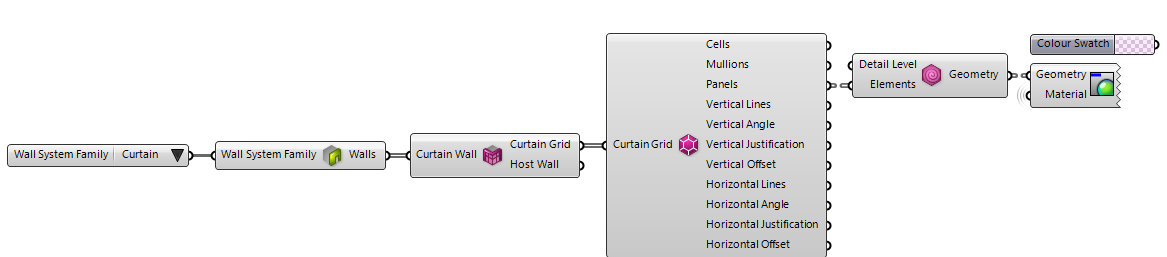 Wall System Family Curtain
Wall System Family Walls
Curtain Wall
Curtain Grid
Host Wall
Curtain Grid
Cells
Mullions
Panels
Vertical Lines
Vertical Angle
Vertical Justification
Vertical Offset
Horizontal Lines
Horizontal Angle
Horizontal Justification
Horizontal Offset
Detail Level
Elements
Geometry
Colour Swatch
Geometry
Material